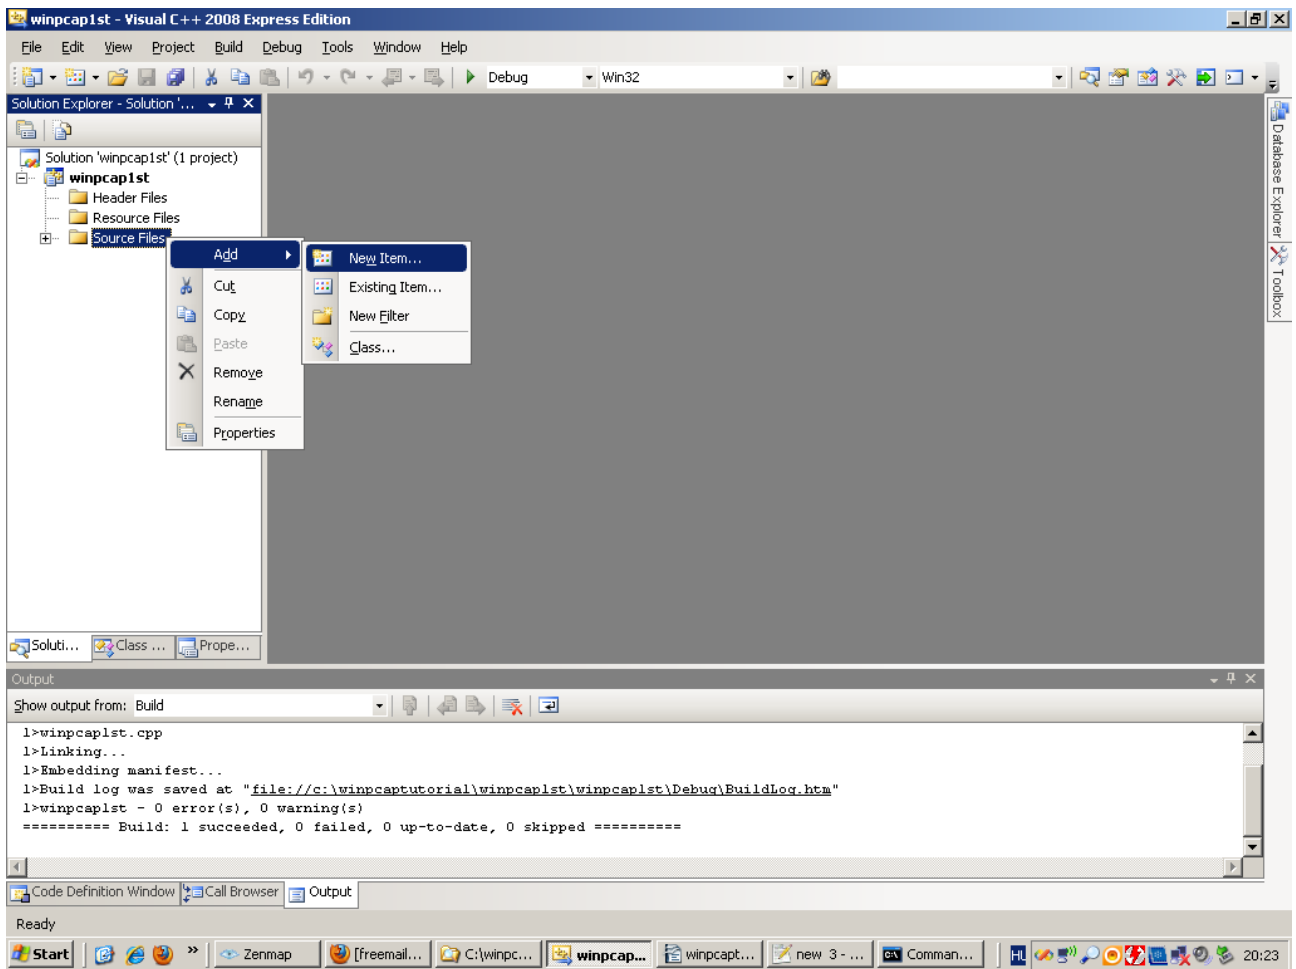 winpcap1st - Visual C++ 2008 Express Edition
File Edit View Project Build Debug Tools Window Help
Debug Win32
Solution Explorer - Solution '...
Solution 'winpcap1st' (1 project)
winpcap1st
Header Files
Resource Files
Source Files
Add
Cut
Copy
Paste
Remove
Rename
Properties
New Item...
Existing Item...
New Filter
Class...
Database Explorer
Toolbox
Soluti... Class ... Prope...
Output
Show output from: Build
1>winpcap1st.cpp
1>Linking...
1>Embedding manifest...
1>Build log was saved at "file://c:\winpcaptutorial\winpcap1st\winpcap1st\Debug\BuildLog.htm"
1>winpcap1st - 0 error(s), 0 warning(s)
========== Build: 1 succeeded, 0 failed, 0 up-to-date, 0 skipped ==========
Code Definition Window Call Browser Output
Ready
Start » Zenmap [freemail... C:\winpc... winpcap... winpcapt... new 3 - ... Comman... HU 20:23